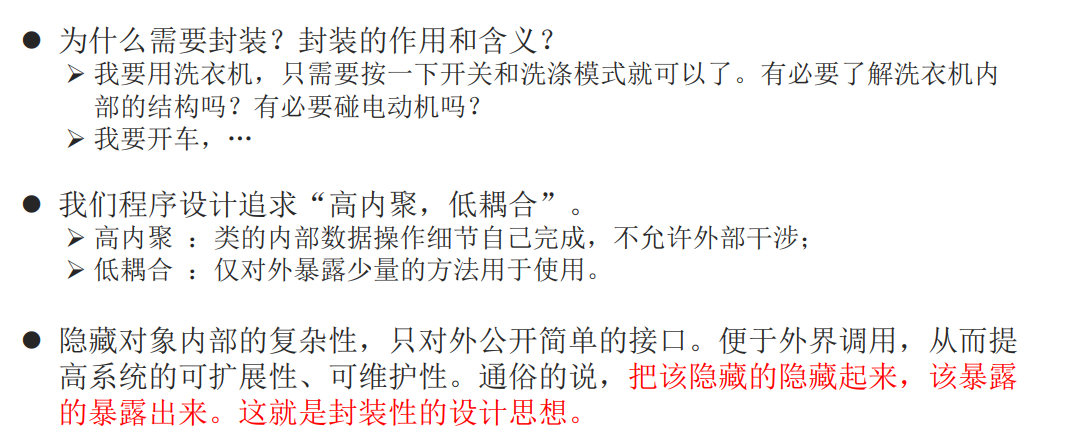 ● 为什么需要封装？封装的作用和含义？
➢ 我要用洗衣机，只需要按一下开关和洗涤模式就可以了。有必要了解洗衣机内
部的结构吗？有必要碰电动机吗？
➢ 我要开车，…
● 我们程序设计追求“高内聚，低耦合”。
➢ 高内聚 ：类的内部数据操作细节自己完成，不允许外部干涉；
➢ 低耦合 ：仅对外暴露少量的方法用于使用。
● 隐藏对象内部的复杂性，只对外公开简单的接口。便于外界调用，从而提
高系统的可扩展性、可维护性。通俗的说，把该隐藏的隐藏起来，该暴露
的暴露出来。这就是封装性的设计思想。